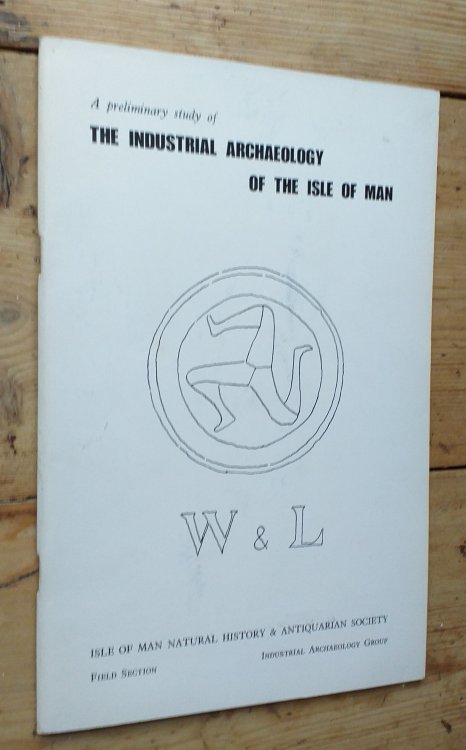 A preliminary study of
THE INDUSTRIAL ARCHAEOLOGY
OF THE ISLE OF MAN
W & L
ISLE OF MAN NATURAL HISTORY & ANTIQUARIAN SOCIETY
FIELD SECTION
INDUSTRIAL ARCHAEOLOGY GROUP